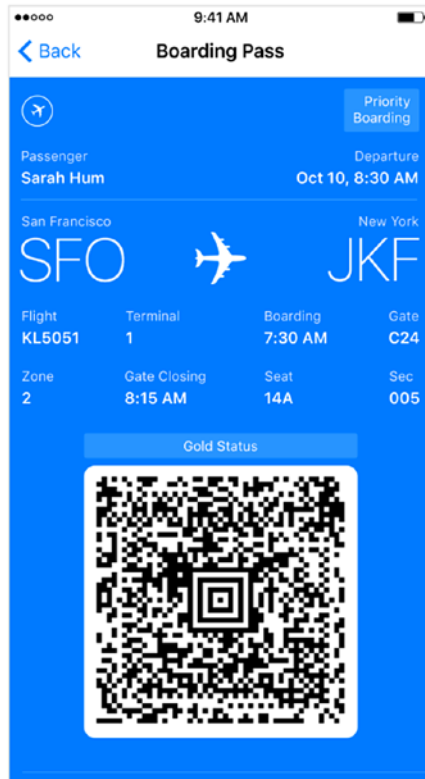 9:41 AM
Back Boarding Pass
Priority
Boarding
Passenger Departure
Sarah Hum Oct 10, 8:30 AM
San Francisco New York
SFO JKF
Flight Terminal Boarding Gate
KL5051 1 7:30 AM C24
Zone Gate Closing Seat Sec
2 8:15 AM 14A 005
Gold Status